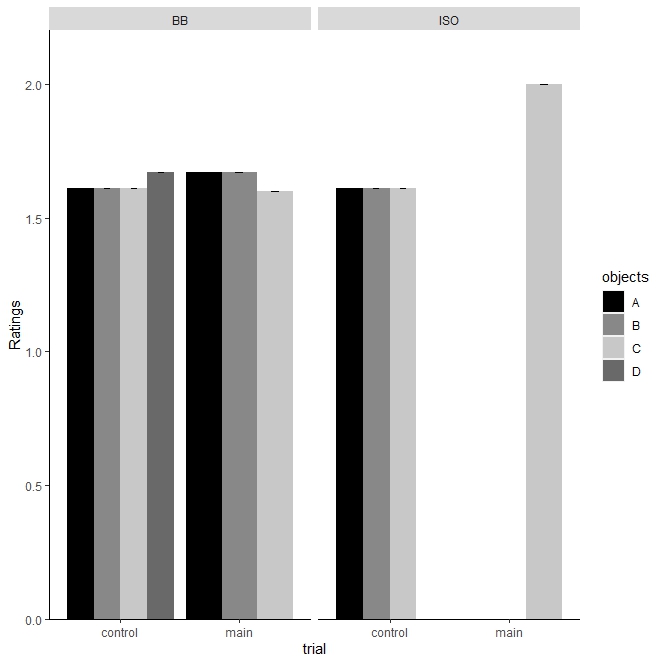 BB
ISO
2.0
1.5
1.0
0.5
0.0
Ratings
control
main
control
main
trial
objects
A
B
C
D